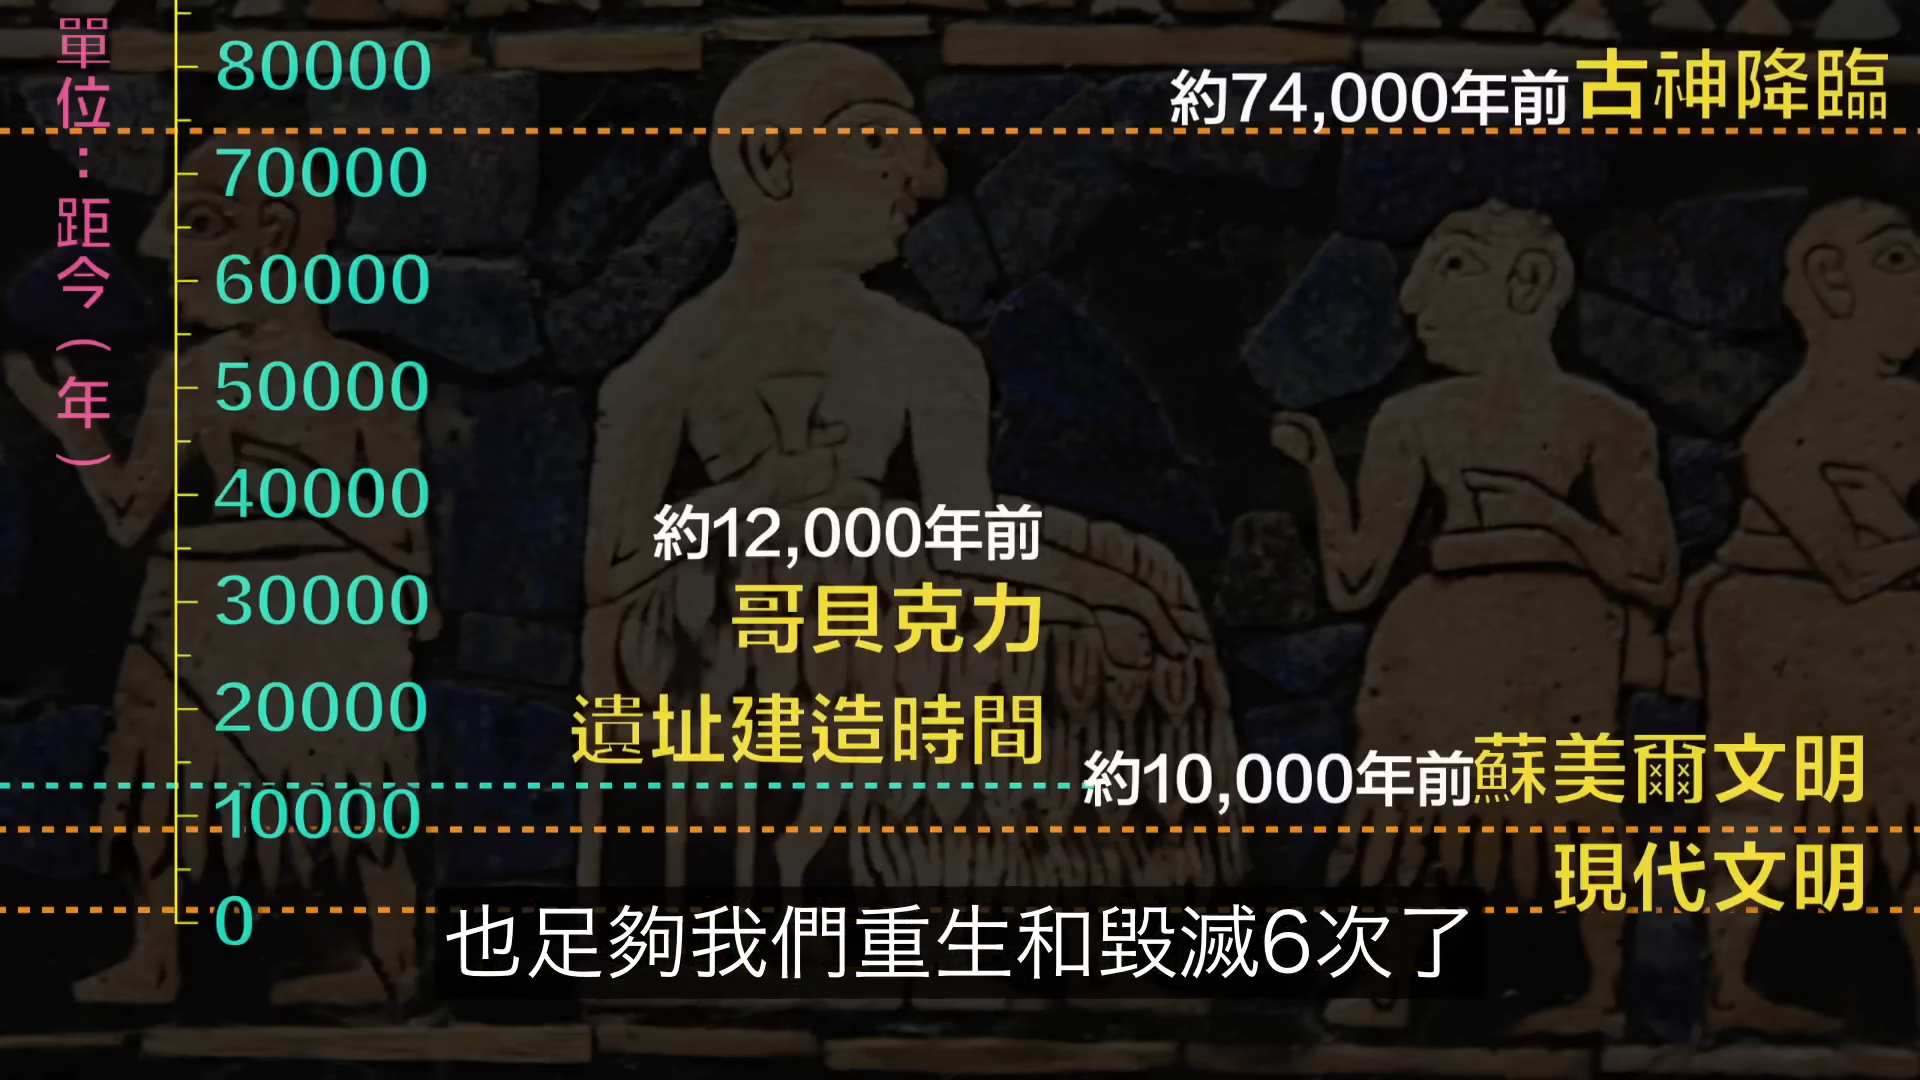 單位：距今（年）
80000
70000
60000
50000
40000
30000
20000
10000
0
約74,000年前古神降臨
約12,000年前
哥貝克力
遺址建造時間
約10,000年前蘇美爾文明
現代文明
也足夠我們重生和毀滅6次了